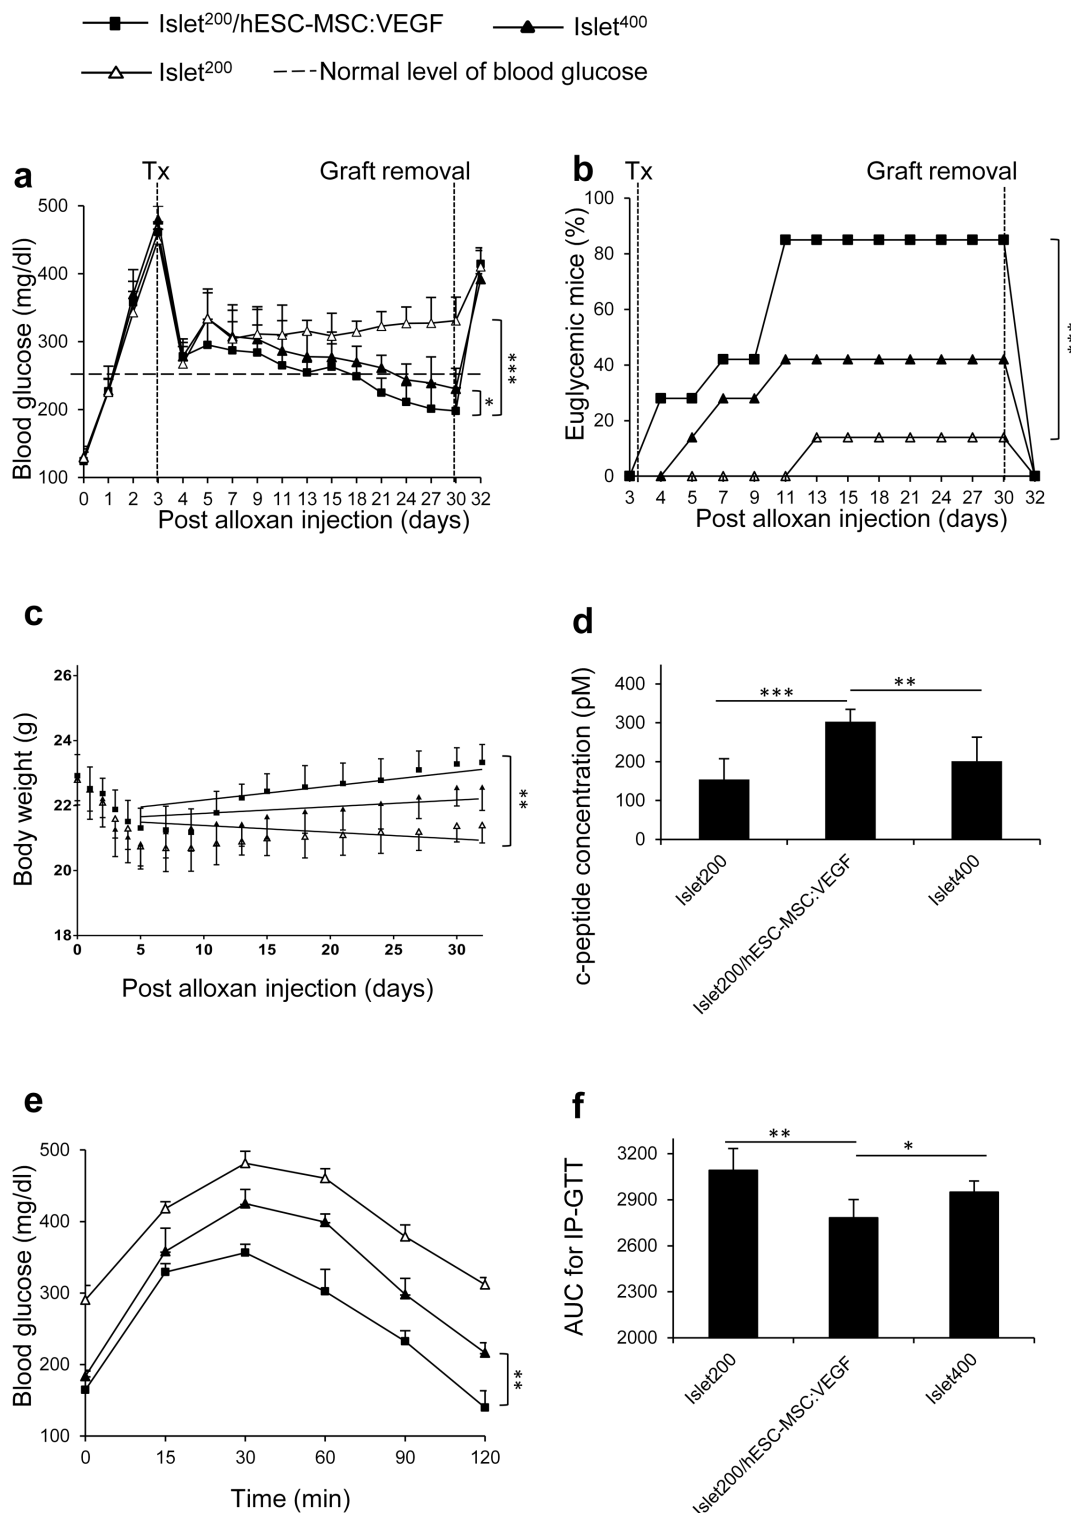 Islet200/hESC-MSC:VEGF
Islet400
Islet200
Normal level of blood glucose
a
Tx
Graft removal
Blood glucose (mg/dl)
500
400
300
200
100
***
*
0 1 2 3 4 5 7 9 11 13 15 18 21 24 27 30 32
Post alloxan injection (days)
b
Tx
Graft removal
Euglycemic mice (%)
100
80
60
40
20
0
***
3 4 5 7 9 11 13 15 18 21 24 27 30 32
Post alloxan injection (days)
c
Body weight (g)
26
24
22
20
18
**
0 5 10 15 20 25 30
Post alloxan injection (days)
d
c-peptide concentration (pM)
400
300
200
100
0
***
**
Islet200
Islet200/hESC-MSC:VEGF
Islet400
e
Blood glucose (mg/dl)
500
400
300
200
100
**
0 15 30 60 90 120
Time (min)
f
AUC for IP-GTT
3200
2900
2600
2300
2000
**
*
Islet200
Islet200/hESC-MSC:VEGF
Islet400